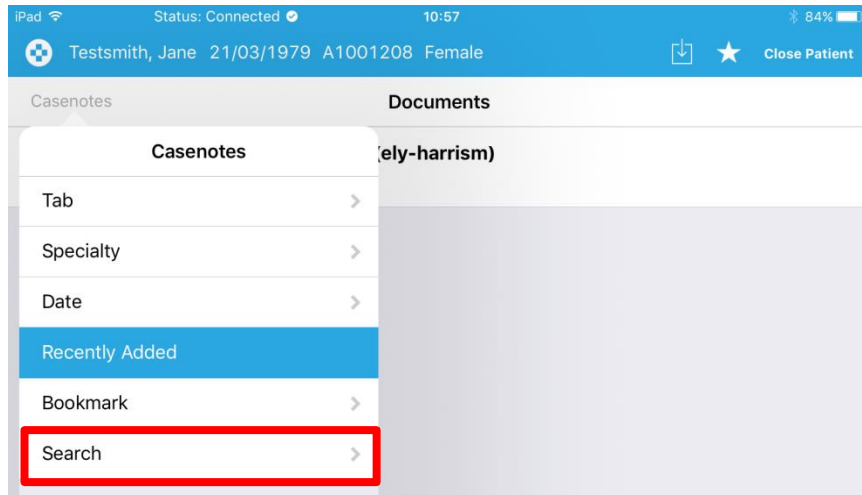 iPad Status: Connected 10:57 84%
Testsmith, Jane 21/03/1979 A1001208 Female Close Patient
Casenotes Documents
Casenotes (ely-harrism)
Tab
Specialty
Date
Recently Added
Bookmark
Search